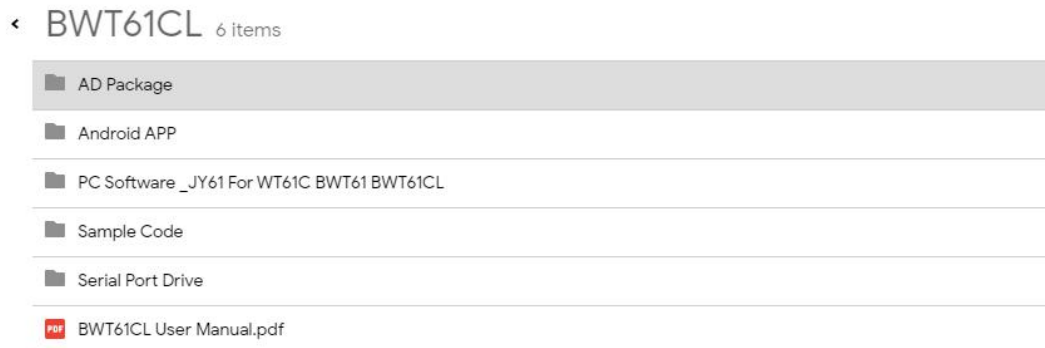 BWT61CL 6 items
AD Package
Android APP
PC Software _JY61 For WT61C BWT61 BWT61CL
Sample Code
Serial Port Drive
PDF BWT61CL User Manual.pdf